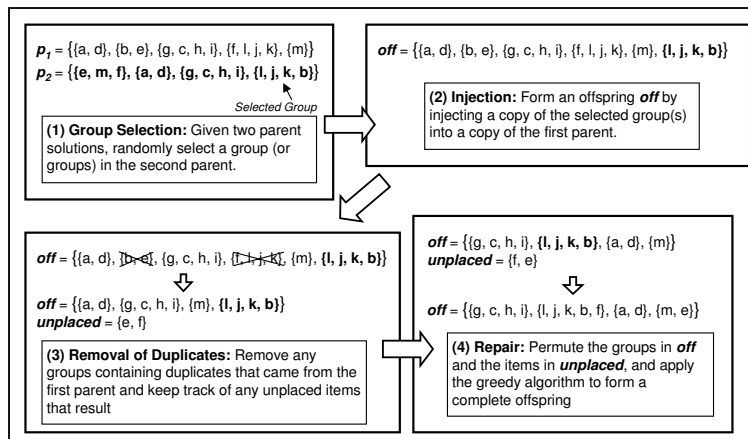 p1 = {{a, d}, {b, e}, {g, c, h, i}, {f, l, j, k}, {m}}
p2 = {{e, m, f}, {a, d}, {g, c, h, i}, {l, j, k, b}}
Selected Group
(1) Group Selection: Given two parent
solutions, randomly select a group (or
groups) in the second parent.
off = {{a, d}, {b, e}, {g, c, h, i}, {f, l, j, k}, {m}, {l, j, k, b}}
(2) Injection: Form an offspring off by
injecting a copy of the selected group(s)
into a copy of the first parent.
off = {{a, d}, {b, e}, {g, c, h, i}, {f, l, j, k}, {m}, {l, j, k, b}}
off = {{a, d}, {g, c, h, i}, {m}, {l, j, k, b}}
unplaced = {e, f}
(3) Removal of Duplicates: Remove any
groups containing duplicates that came from the
first parent and keep track of any unplaced items
that result
off = {{g, c, h, i}, {l, j, k, b}, {a, d}, {m}}
unplaced = {f, e}
off = {{g, c, h, i}, {l, j, k, b, f}, {a, d}, {m, e}}
(4) Repair: Permute the groups in off
and the items in unplaced, and apply
the greedy algorithm to form a
complete offspring